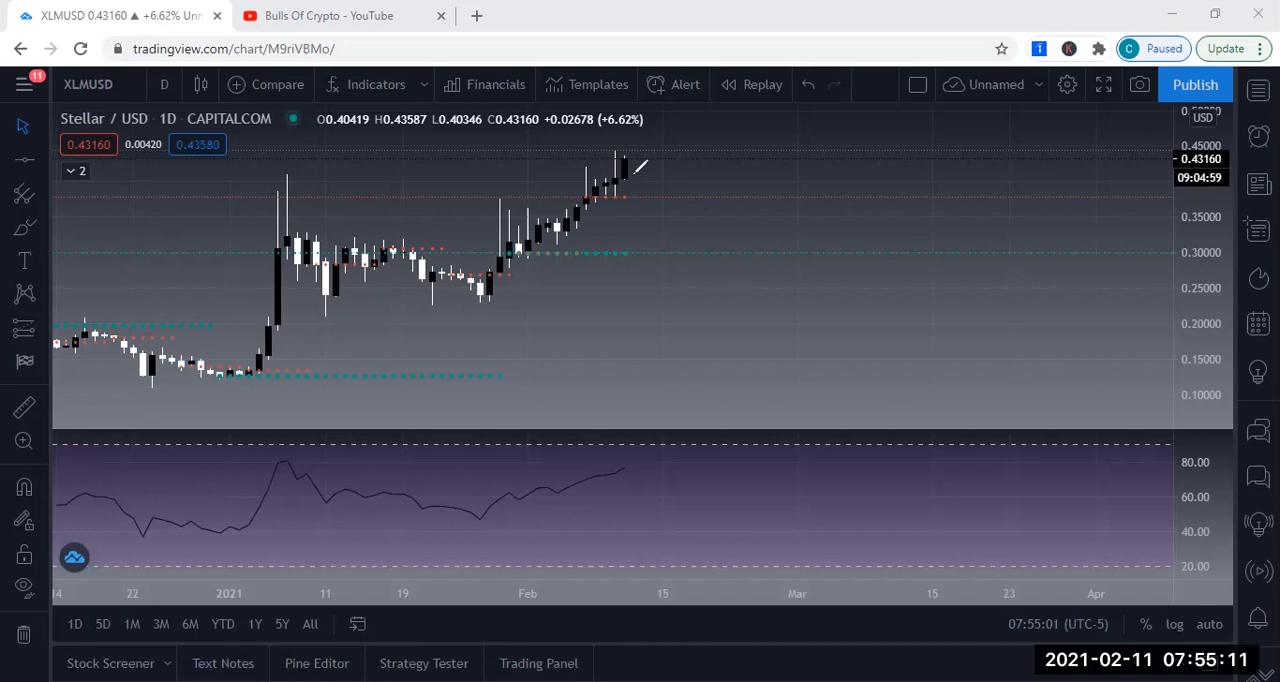 XLMUSD 0.43160 ▲ +6.62% Unn
Bulls Of Crypto - YouTube
tradingview.com/chart/M9riVBMo/
C Paused
Update
11
XLMUSD D Compare Indicators Financials Templates Alert Replay Unnamed Publish
Stellar / USD · 1D · CAPITALCOM O0.40419 H0.43587 L0.40346 C0.43160 +0.02678 (+6.62%)
0.43160 0.00420 0.43580
2
USD
0.45000
0.43160
09:04:59
0.35000
0.30000
0.25000
0.20000
0.15000
0.10000
80.00
60.00
40.00
20.00
14 22 2021 11 19 Feb 15 Mar 15 23 Apr
1D 5D 1M 3M 6M YTD 1Y 5Y All 07:55:01 (UTC-5) % log auto
Stock Screener Text Notes Pine Editor Strategy Tester Trading Panel
2021-02-11 07:55:11